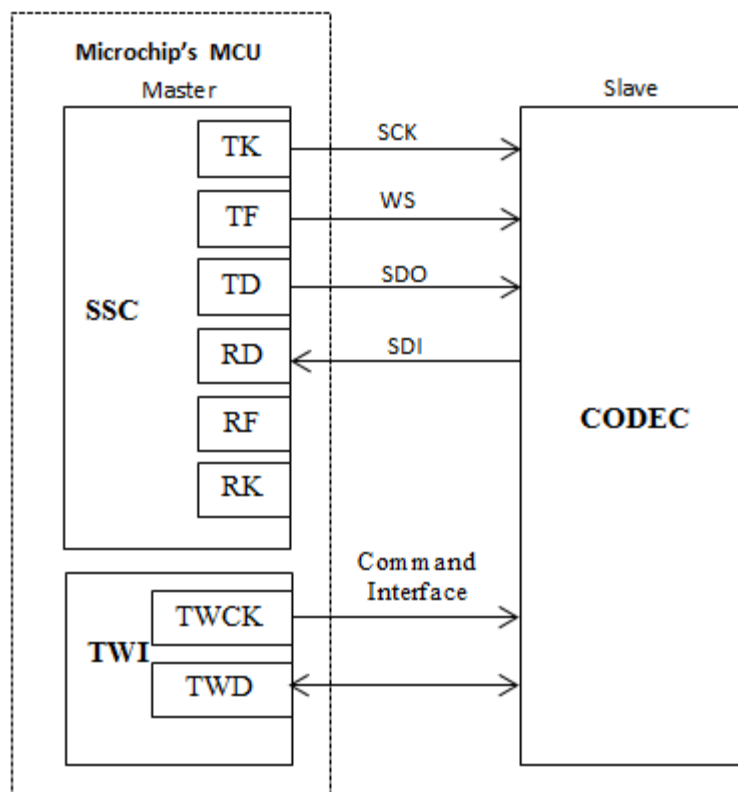 Microchip's MCU
Master
Slave
TK
SCK
TF
WS
TD
SDO
SSC
RD
SDI
RF
CODEC
RK
Command
Interface
TWCK
TWI
TWD